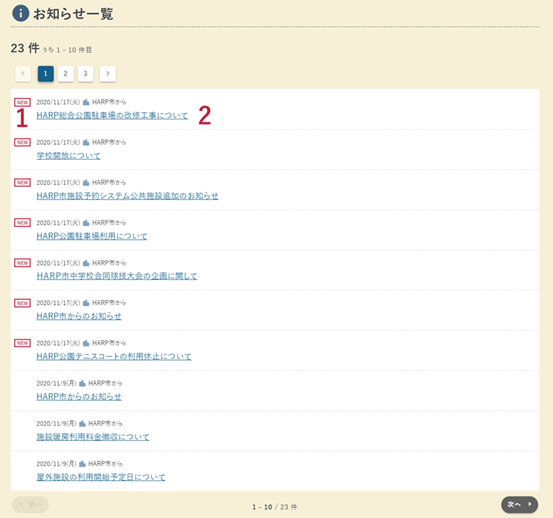 お知らせ一覧
23 件 うち 1 - 10 件目
1 2 3
NEW 2020/11/17(火) HARP市から
1 HARP総合公園駐車場の改修工事について 2
NEW 2020/11/17(火) HARP市から
学校開放について
NEW 2020/11/17(火) HARP市から
HARP市施設予約システム公共施設追加のお知らせ
NEW 2020/11/17(火) HARP市から
HARP公園駐車場利用について
NEW 2020/11/17(火) HARP市から
HARP市中学校合同球技大会の企画に関して
NEW 2020/11/17(火) HARP市から
HARP市からのお知らせ
NEW 2020/11/17(火) HARP市から
HARP公園テニスコートの利用休止について
2020/11/9(月) HARP市から
HARP市からのお知らせ
2020/11/9(月) HARP市から
施設暖房利用料金徴収について
2020/11/9(月) HARP市から
屋外施設の利用開始予定日について
前へ 1 - 10 / 23 件 次へ